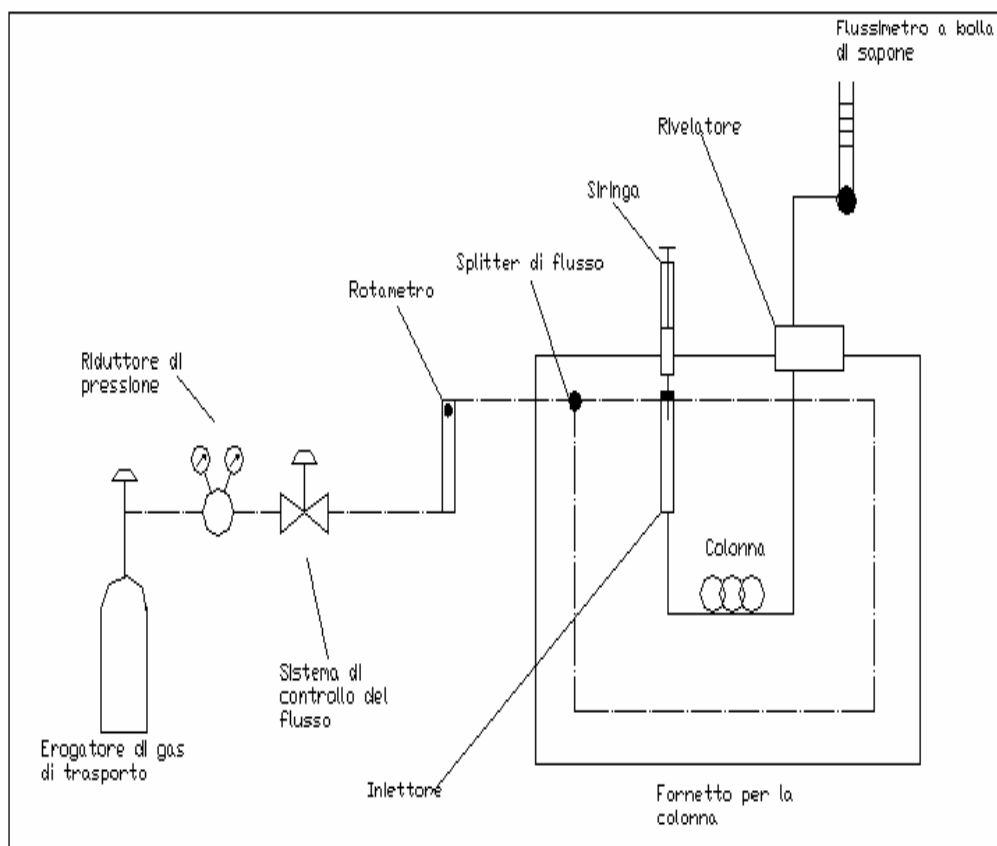 Flussimetro a bolla
di sapone
Rivelatore
Siringa
Splitter di flusso
Rotametro
Riduttore di
pressione
Colonna
Sistema di
controllo del
flusso
Erogatore di gas
di trasporto
Iniettore
Fornetto per la
colonna